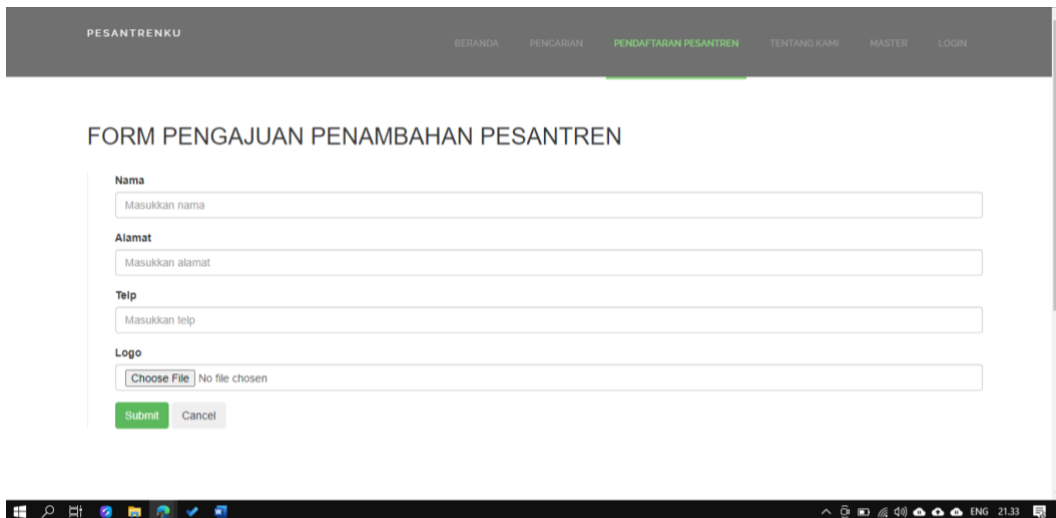 PESANTRENKU
BERANDA PENCARIAN PENDAFTARAN PESANTREN TENTANG KAMI MASTER LOGIN
FORM PENGAJUAN PENAMBAHAN PESANTREN
Nama
Masukkan nama
Alamat
Masukkan alamat
Telp
Masukkan telp
Logo
Choose File No file chosen
Submit Cancel
ENG 21.33